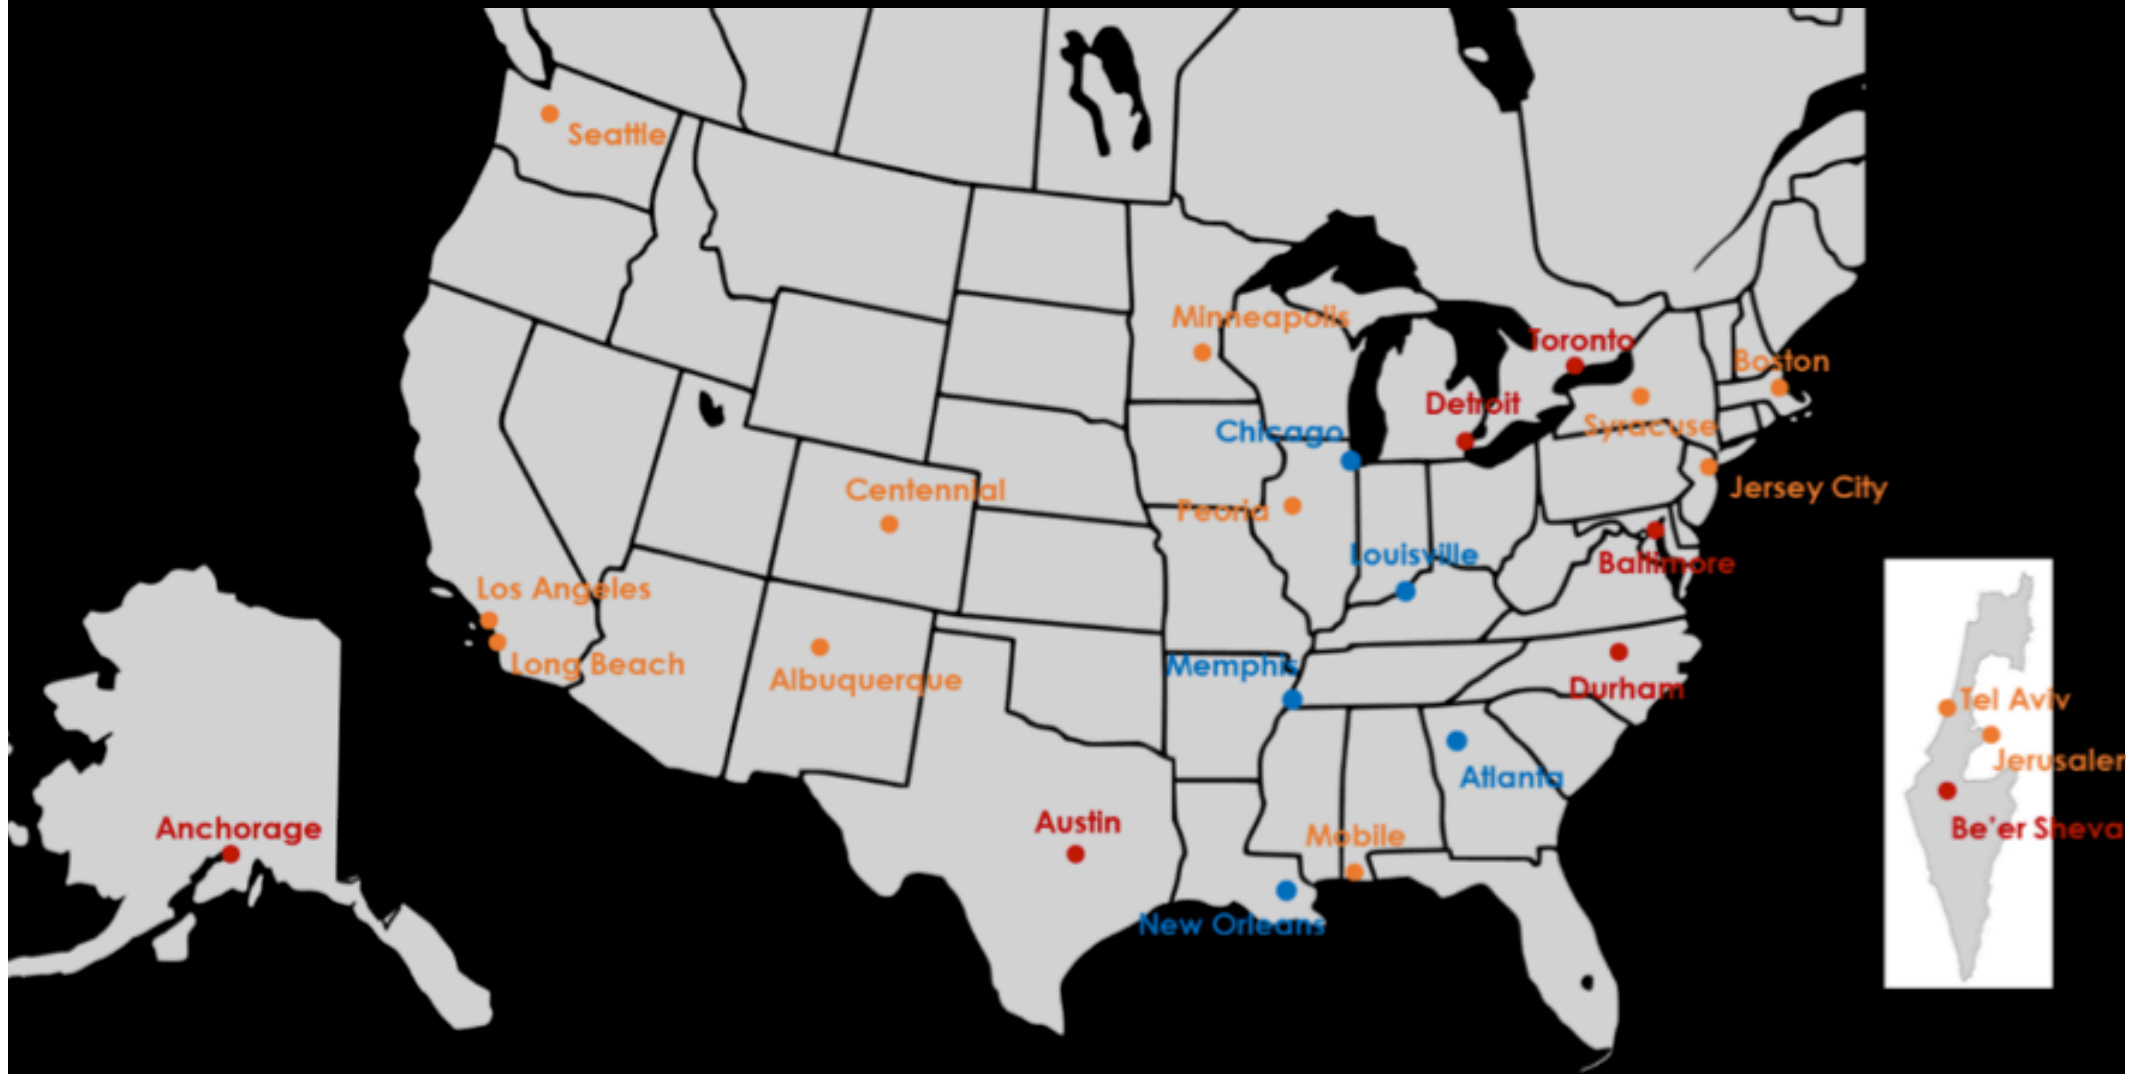 Seattle
Minneapolis
Toronto
Boston
Detroit
Syracuse
Chicago
Centennial
Jersey City
Peoria
Louisville
Baltimore
Los Angeles
Long Beach
Memphis
Albuquerque
Durham
Tel Aviv
Jerusalem
Atlanta
Austin
Anchorage
Be'er Sheva
Mobile
New Orleans